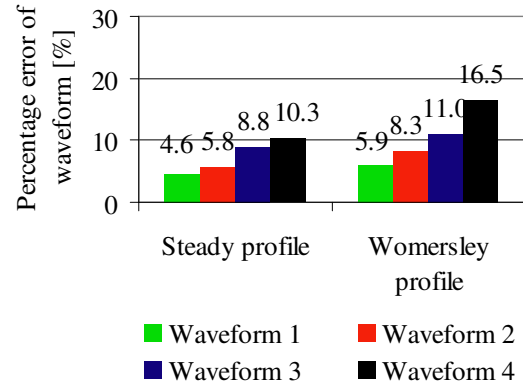 Percentage error of
waveform [%]
30
20
10
0
4.6
5.8
8.8
10.3
5.9
8.3
11.0
16.5
Steady profile
Womersley
profile
Waveform 1
Waveform 2
Waveform 3
Waveform 4